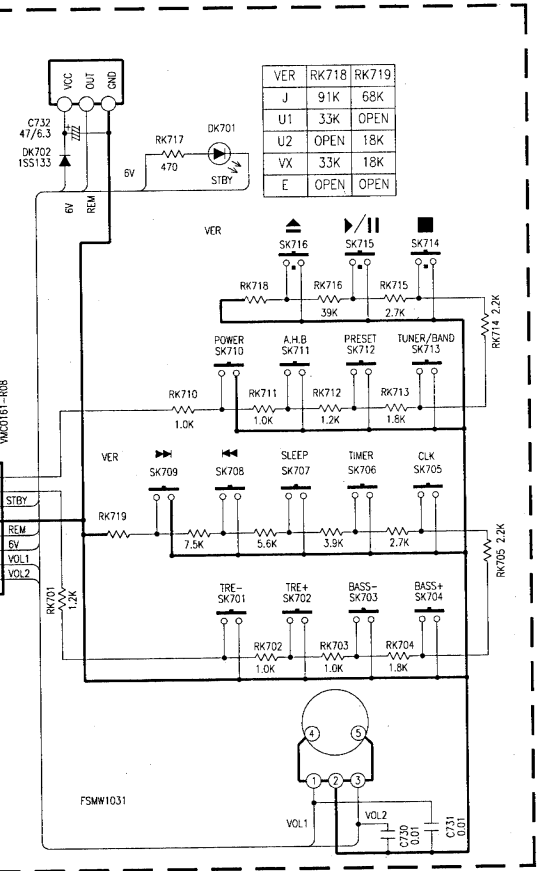 VCC OUT GND
C732
47/6.3
DK702
1SS133
6V
REM
6V
RK717
470
DK701
STBY
VER RK718 RK719
J 91K 68K
U1 33K OPEN
U2 OPEN 18K
VX 33K 18K
E OPEN OPEN
VER
SK716 SK715 SK714
RK718 RK716 RK715
39K 2.7K
RK714 2.2K
POWER A.H.B PRESET TUNER/BAND
SK710 SK711 SK712 SK713
RK710 RK711 RK712 RK713
1.0K 1.0K 1.2K 1.8K
VMC0161-R08
VER SLEEP TIMER CLK
SK709 SK708 SK707 SK706 SK705
STBY
RK719
REM
6V
7.5K 5.6K 3.9K 2.7K
RK705 2.2K
VOL1
VOL2
RK701 1.2K
TRE- TRE+ BASS- BASS+
SK701 SK702 SK703 SK704
RK702 RK703 RK704
1.0K 1.0K 1.8K
4 5
1 2 3
FSMW1031
VOL1 VOL2
C730 0.01
C731 0.01